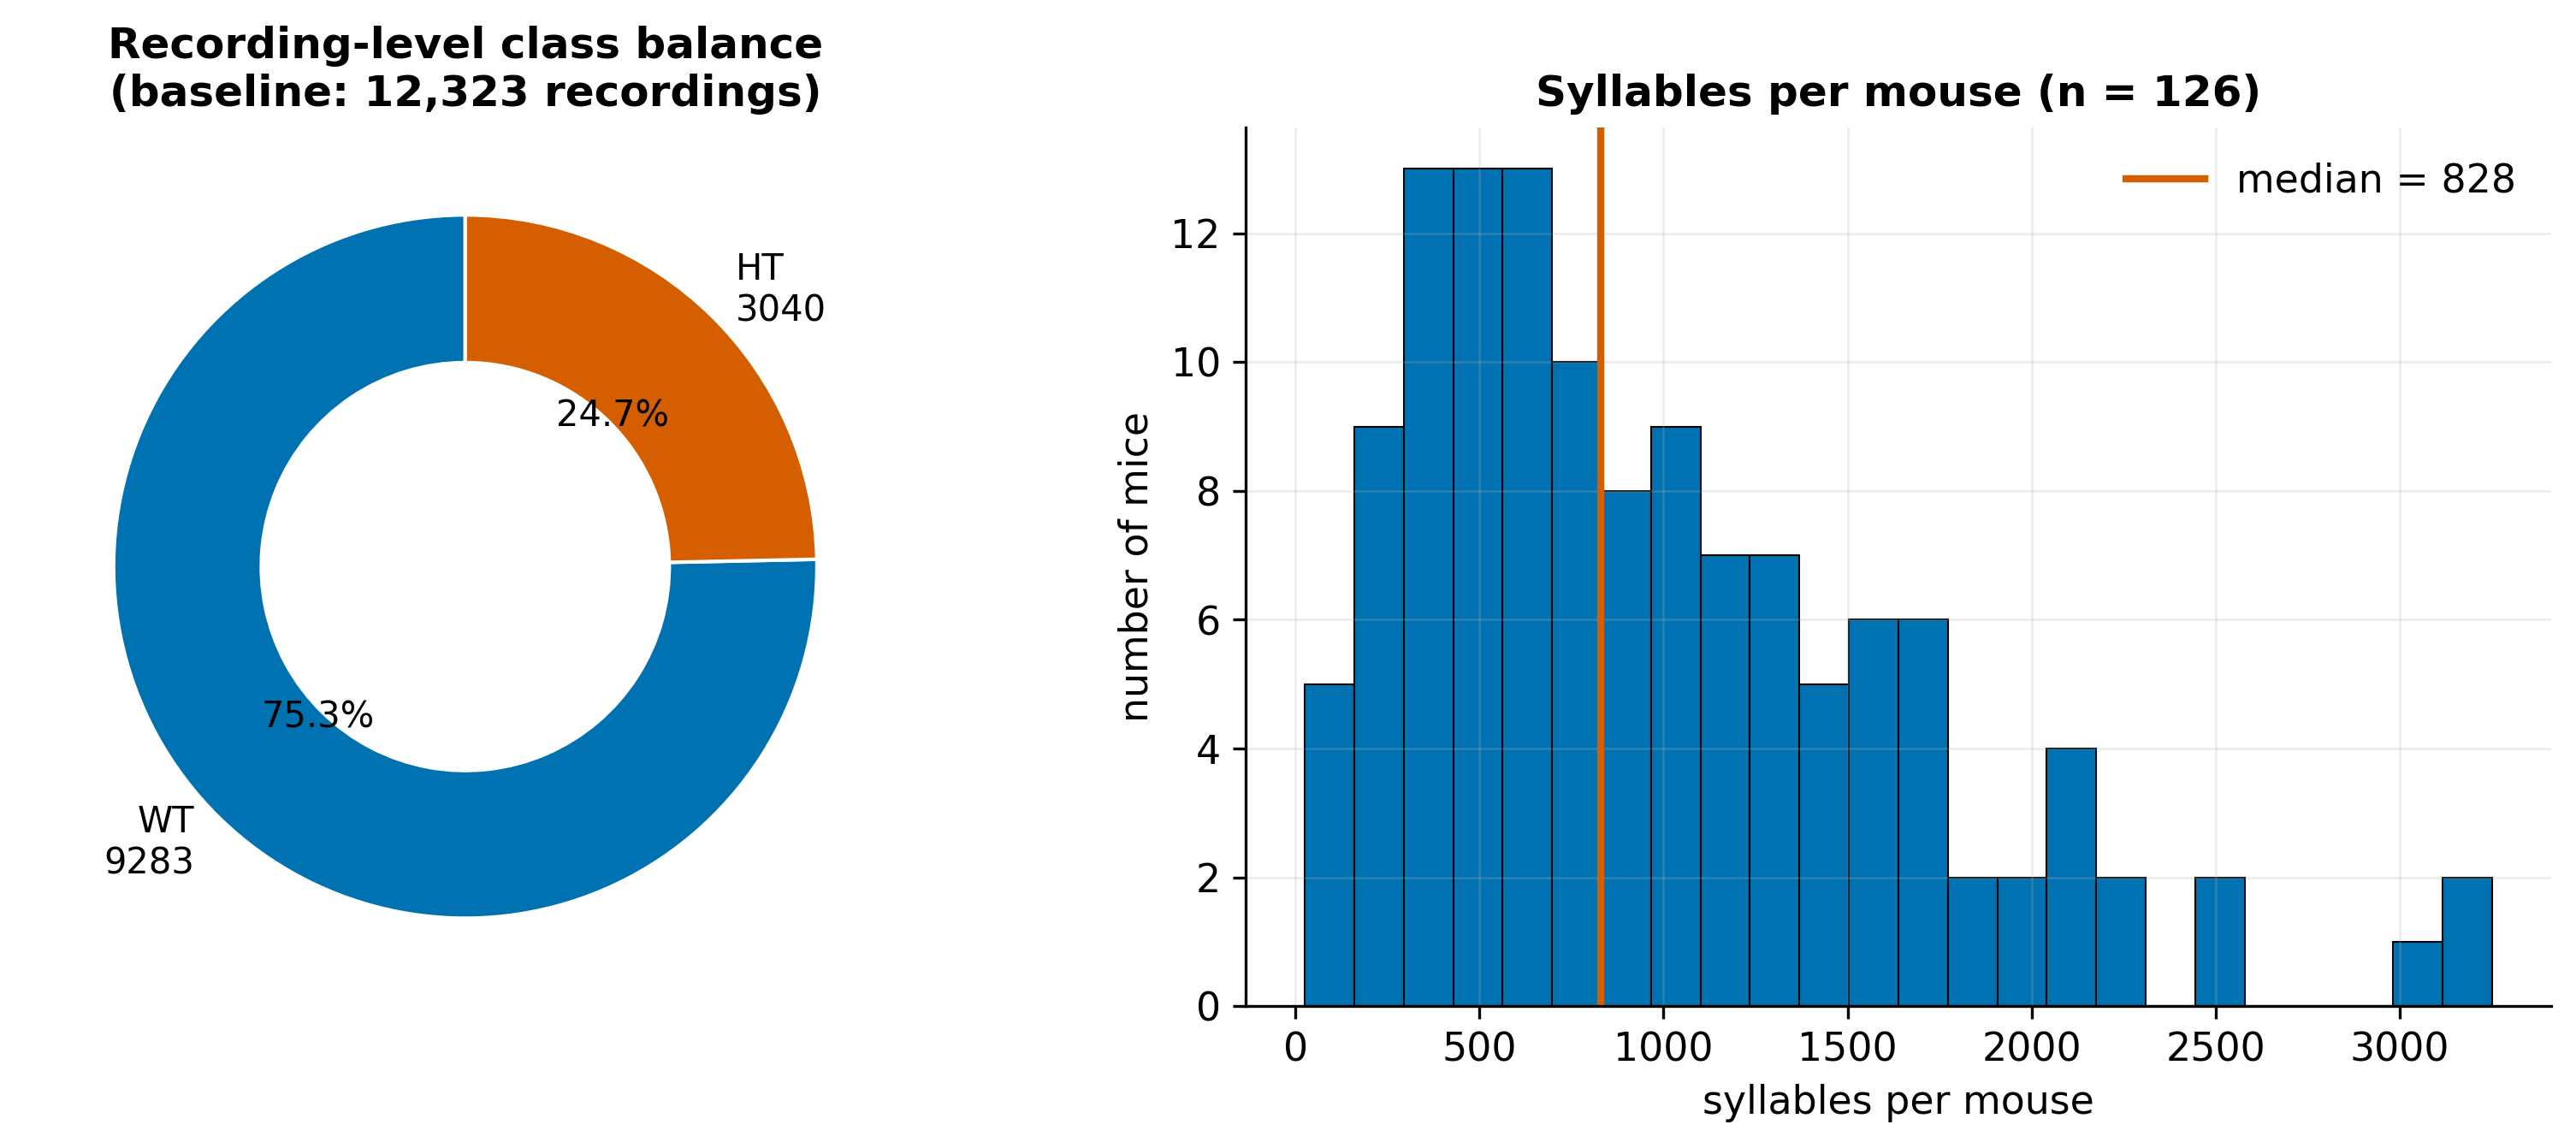 Recording-level class balance
(baseline: 12,323 recordings)
HT
3040
24.7%
75.3%
WT
9283
Syllables per mouse (n = 126)
median = 828
number of mice
12
10
8
6
4
2
0
0 500 1000 1500 2000 2500 3000
syllables per mouse